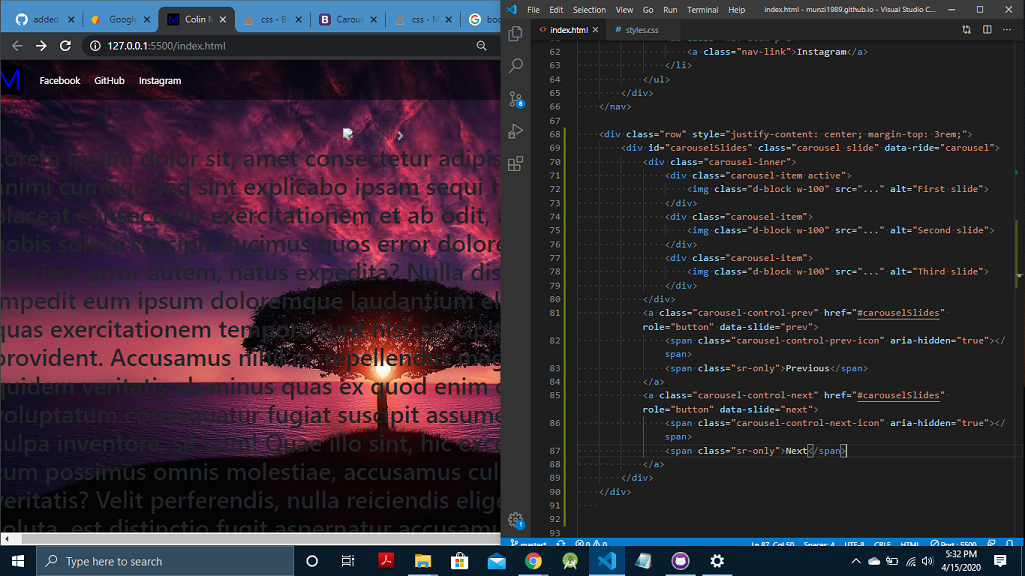 added
Google
Colin M
css - B
Carous
css - M
G boo
127.0.0.1:5500/index.html
M Facebook GitHub Instagram
Lorem ipsum dolor sit, amet consectetur adipis
animi cumque sed sint explicabo ipsam sequi t
placeat consectetur exercitationem et ab odit, a
nobis soluta suscipit ducimus quos error dolore
error autem, natus expedita? Nulla dis
mpedit eum ipsum doloremque laudantium el
quas exercitationem tempore sunt
provident. Accusamus nihil repellendus mag
quidem veritatis minus quas ex quod enim
voluptatum consequatur fugiat suscipit assume
culpa inventore, Quae illo sint, hic
cum possimus omnis molestiae, accusamus cul
veritatis? Velit perferendis, nulla reiciendis elige
soluta, est distinctio fugit aspernatur accusa
File Edit Selection View Go Run Terminal Help index.html - munzi1989.github.io - Visual Studio C...
index.html
# styles.css
62 <a class="nav-link">Instagram</a>
63 </li>
64 </ul>
65 </div>
66 </nav>
67
68 <div class="row" style="justify-content: center; margin-top: 3rem;">
69 <div id="carouselSlides" class="carousel slide" data-ride="carousel">
70 <div class="carousel-inner">
71 <div class="carousel-item active">
72 <img class="d-block w-100" src="..." alt="First slide">
73 </div>
74 <div class="carousel-item">
75 <img class="d-block w-100" src="..." alt="Second slide">
76 </div>
77 <div class="carousel-item">
78 <img class="d-block w-100" src="..." alt="Third slide">
79 </div>
80 </div>
81 <a class="carousel-control-prev" href="#carouselSlides"
role="button" data-slide="prev">
82 <span class="carousel-control-prev-icon" aria-hidden="true"></
span>
83 <span class="sr-only">Previous</span>
84 </a>
85 <a class="carousel-control-next" href="#carouselSlides"
role="button" data-slide="next">
86 <span class="carousel-control-next-icon" aria-hidden="true"></
span>
87 <span class="sr-only">Next</span>
88 </a>
89 </div>
90 </div>
91
92
93
8
1
master 0 0 Ln 87, Col 50 Spaces: 4 UTF-8 CRLF HTML Port : 5500
Type here to search
5:32 PM
4/15/2020